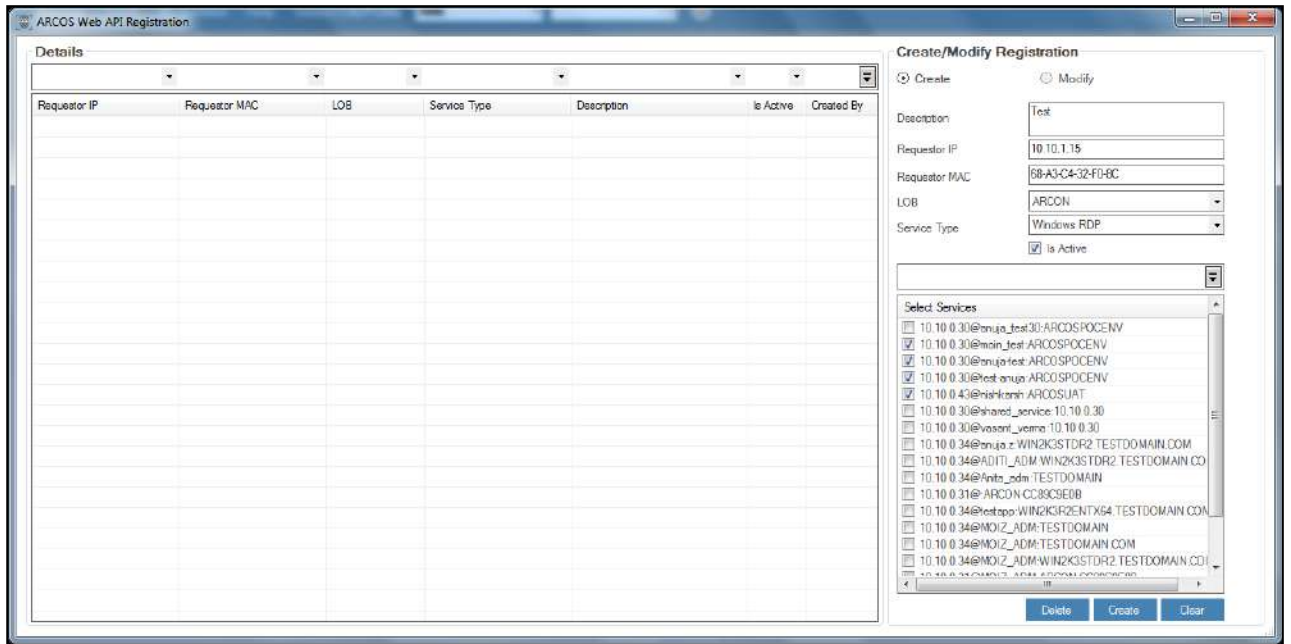 ARCOS Web API Registration
Details
Requestor IP Requestor MAC LOB Service Type Description Is Active Created By
Create/Modify Registration
Create Modify
Description Test
Requestor IP 10.10.1.15
Requestor MAC 68-A3-C4-32-F0-8C
LOB ARCON
Service Type Windows RDP
Is Active
Select Services
10.10.0.30@anuja_test30:ARCOSPOCENV
10.10.0.30@moin_test:ARCOSPOCENV
10.10.0.30@anuja-test:ARCOSPOCENV
10.10.0.30@test-anuja:ARCOSPOCENV
10.10.0.43@nishkarsh:ARCOSUAT
10.10.0.30@shared_service:10.10.0.30
10.10.0.30@vasant_verma:10.10.0.30
10.10.0.34@anuja.z:WIN2K3STDR2.TESTDOMAIN.COM
10.10.0.34@ADITI_ADM:WIN2K3STDR2.TESTDOMAIN.CO
10.10.0.34@Anita_adm:TESTDOMAIN
10.10.0.31@:ARCON-CC89C9E0B
10.10.0.34@testapp:WIN2K3R2ENTX64.TESTDOMAIN.COM
10.10.0.34@MOIZ_ADM:TESTDOMAIN
10.10.0.34@MOIZ_ADM:TESTDOMAIN.COM
10.10.0.34@MOIZ_ADM:WIN2K3STDR2.TESTDOMAIN.CO
Delete Create Clear